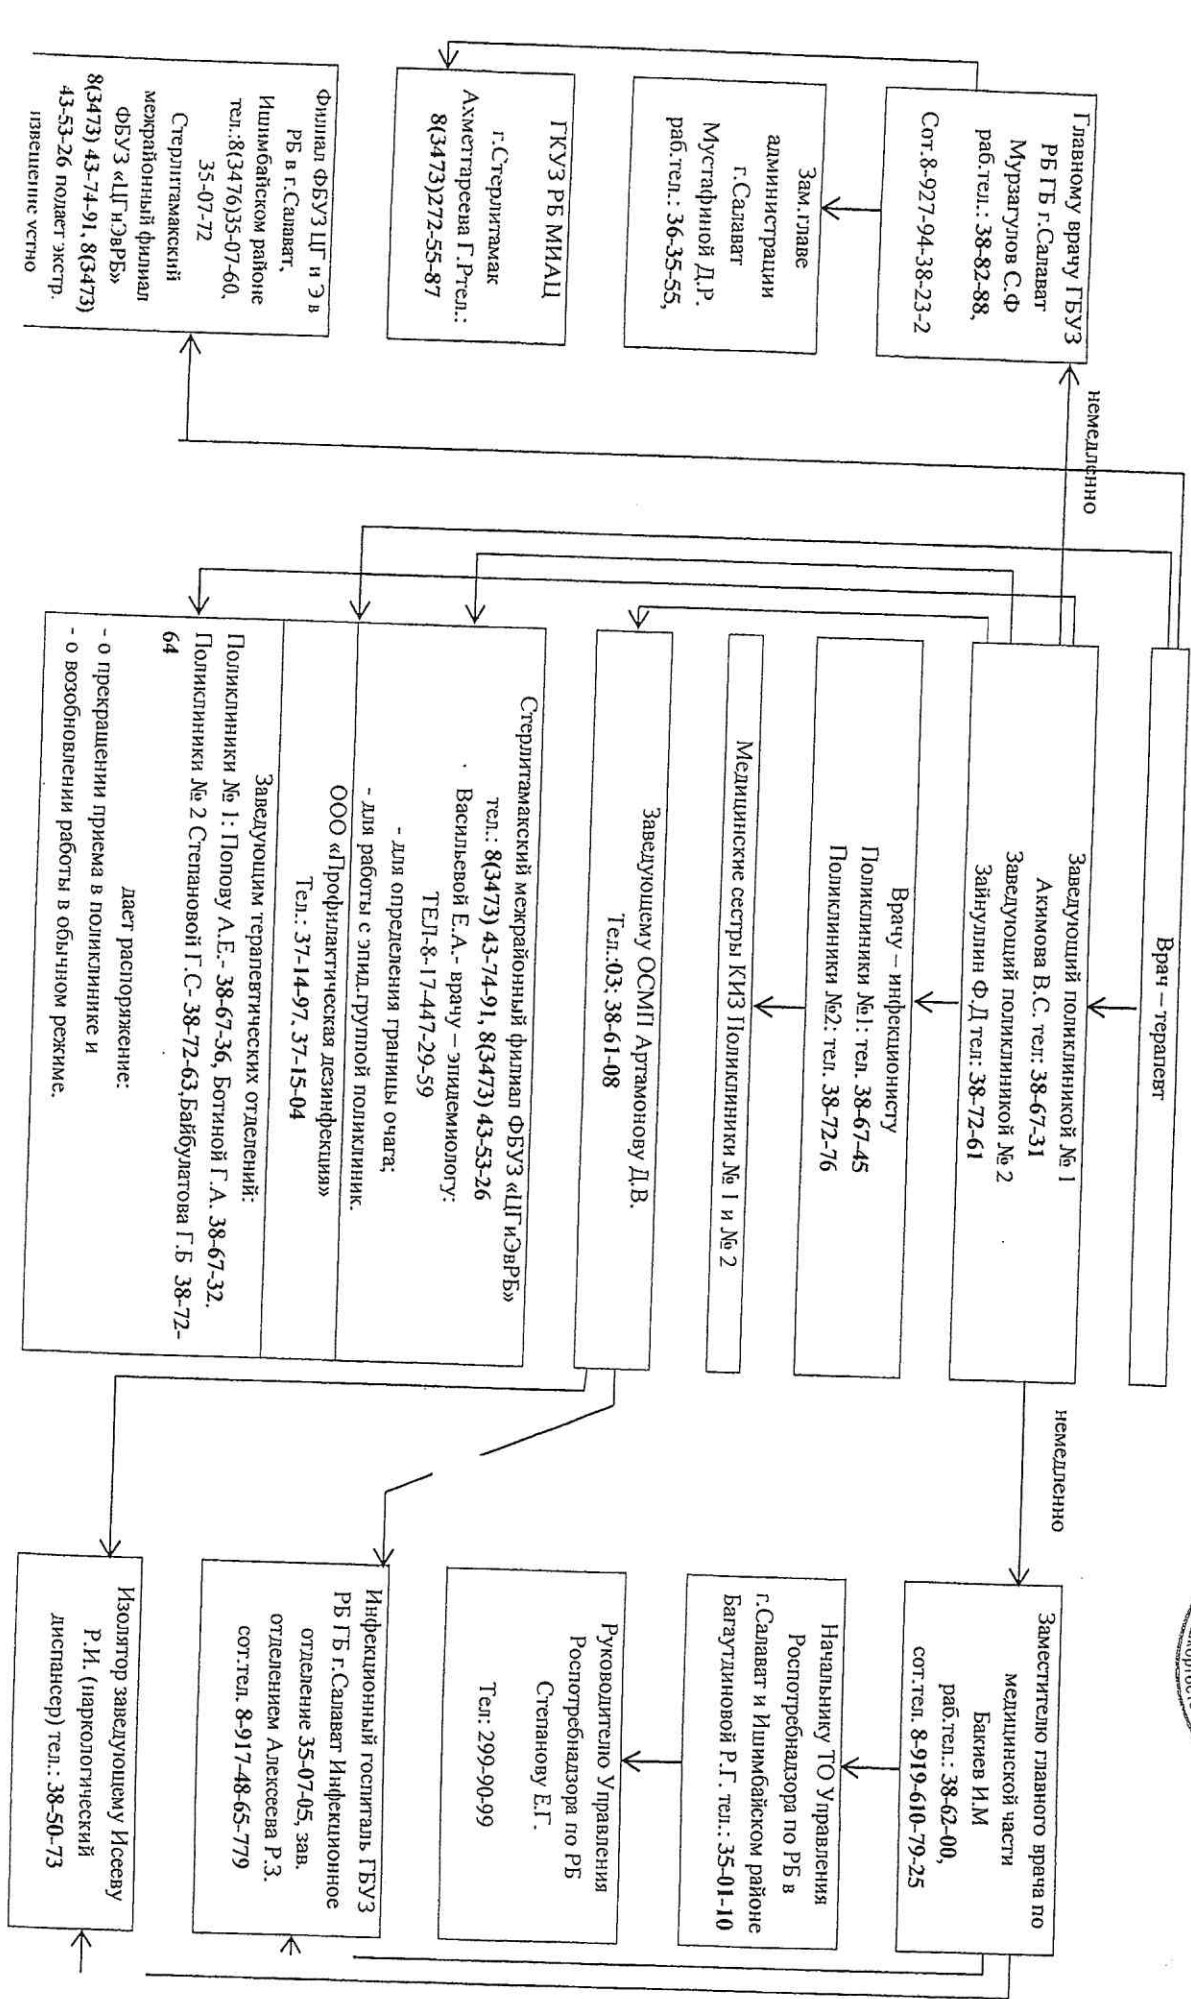 Врач – терапевт
Заведующий поликлиникой № 1
Акимова В.С. тел: 38-67-31
Заведующий поликлиникой № 2
Зайнуллин Ф.Д тел: 38-72-61
немедленно
немедленно
Главному врачу ГБУЗ
РБ ГБ г.Салават
Мурзагулов С.Ф
раб.тел.: 38-82-88,
Сот.8-927-94-38-23-2
Зам.главе
администрации
г.Салават
Мустафиной Д.Р.
раб.тел.: 36-35-55,
ГКУЗ РБ МИАЦ
г.Стерлитамак
Ахметгареева Г.Ртел.:
8(3473)272-55-87
Филиал ФБУЗ ЦГ и Э в
РБ в г.Салават,
Ишимбайском районе
тел.:8(3476)35-07-60,
35-07-72
Стерлитамакский
межрайонный филиал
ФБУЗ «ЦГиЭвРБ»
8(3473) 43-74-91, 8(3473)
43-53-26 подает экстр.
извещение устно
Врачу – инфекционисту
Поликлиники №1: тел. 38-67-45
Поликлиники №2: тел. 38-72-76
Медицинские сестры КИЗ Поликлиники № 1 и № 2
Заведующему ОСМП Артамонову Д.В.
Тел.:03; 38-61-08
Стерлитамакский межрайонный филиал ФБУЗ «ЦГиЭвРБ»
тел.: 8(3473) 43-74-91, 8(3473) 43-53-26
Васильевой Е.А.- врачу – эпидемиологу:
ТЕЛ-8-17-447-29-59
- для определения границы очага;
- для работы с эпид.группой поликлиник.
ООО «Профилактическая дезинфекция»
Тел.: 37-14-97, 37-15-04
Заведующим терапевтических отделений:
Поликлиники № 1: Попову А.Е.- 38-67-36, Ботиной Г.А. 38-67-32.
Поликлиники № 2 Степановой Г.С- 38-72-63,Байбулатова Г.Б 38-72-
64
дает распоряжение:
- о прекращении приема в поликлинике и
- о возобновлении работы в обычном режиме.
Заместителю главного врача по
медицинской части
Бакиев И.М
раб.тел.: 38-62-00,
сот.тел. 8-919-610-79-25
Начальнику ТО Управления
Роспотребнадзора по РБ в
г.Салават и Ишимбайском районе
Багаутдиновой Р.Г. тел.: 35-01-10
Руководителю Управления
Роспотребнадзора по РБ
Степанову Е.Г.
Тел: 299-90-99
Инфекционный госпиталь ГБУЗ
РБ ГБ г.Салават Инфекционное
отделение 35-07-05, зав.
отделением Алексеева Р.З.
сот.тел. 8-917-48-65-779
Изолятор заведующему Исееву
Р.И. (наркологический
диспансер) тел.: 38-50-73